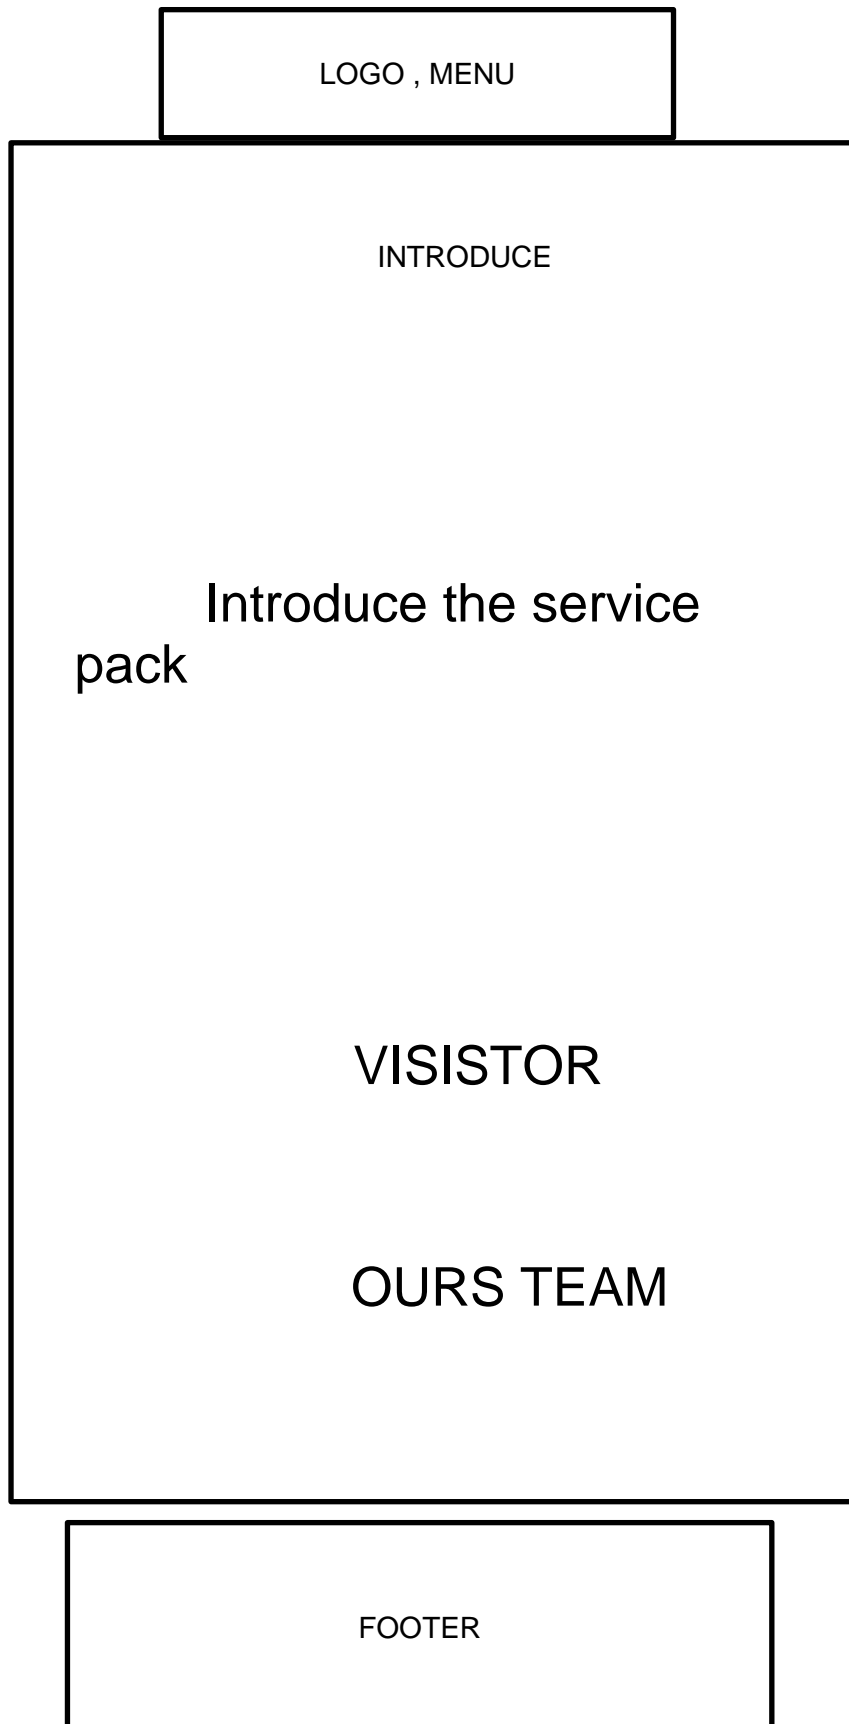 LOGO , MENU
INTRODUCE
Introduce the service
pack
VISISTOR
OURS TEAM
FOOTER